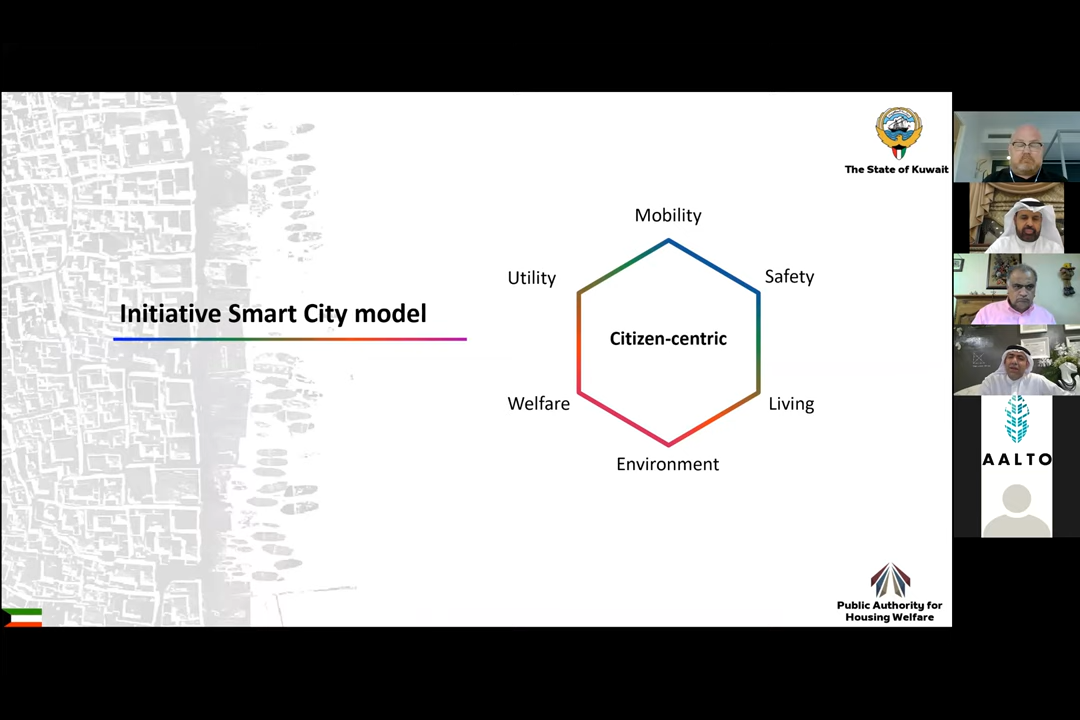 The State of Kuwait
Mobility
Utility
Safety
Initiative Smart City model
Citizen-centric
Welfare
Living
Environment
AALTO
Public Authority for
Housing Welfare